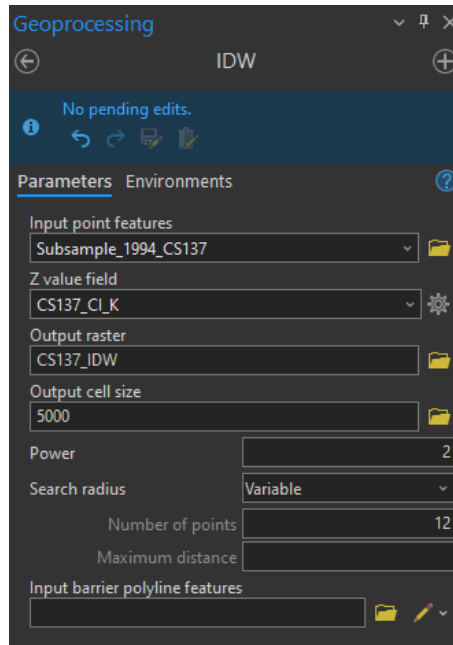 Geoprocessing
IDW
No pending edits.
Parameters Environments
Input point features
Subsample_1994_CS137
Z value field
CS137_CI_K
Output raster
CS137_IDW
Output cell size
5000
Power 2
Search radius Variable
Number of points 12
Maximum distance
Input barrier polyline features